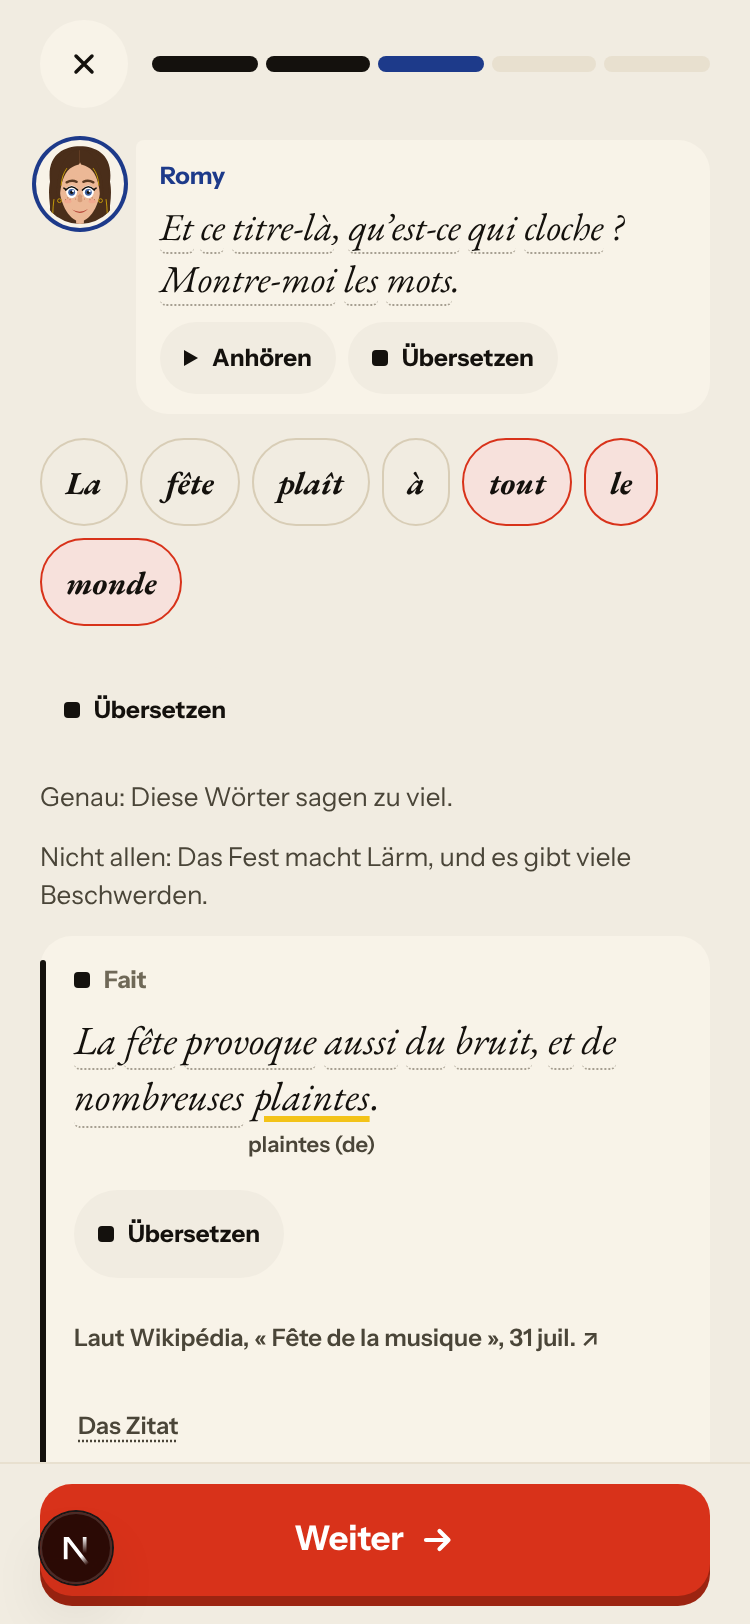 Romy
Et ce titre-là, qu’est-ce qui cloche ?
Montre-moi les mots.
Anhören Übersetzen
La fête plaît à tout le
monde
Übersetzen
Genau: Diese Wörter sagen zu viel.
Nicht allen: Das Fest macht Lärm, und es gibt viele
Beschwerden.
Fait
La fête provoque aussi du bruit, et de
nombreuses plaintes.
plaintes (de)
Übersetzen
Laut Wikipédia, « Fête de la musique », 31 juil. ↗
Das Zitat
Weiter →
N